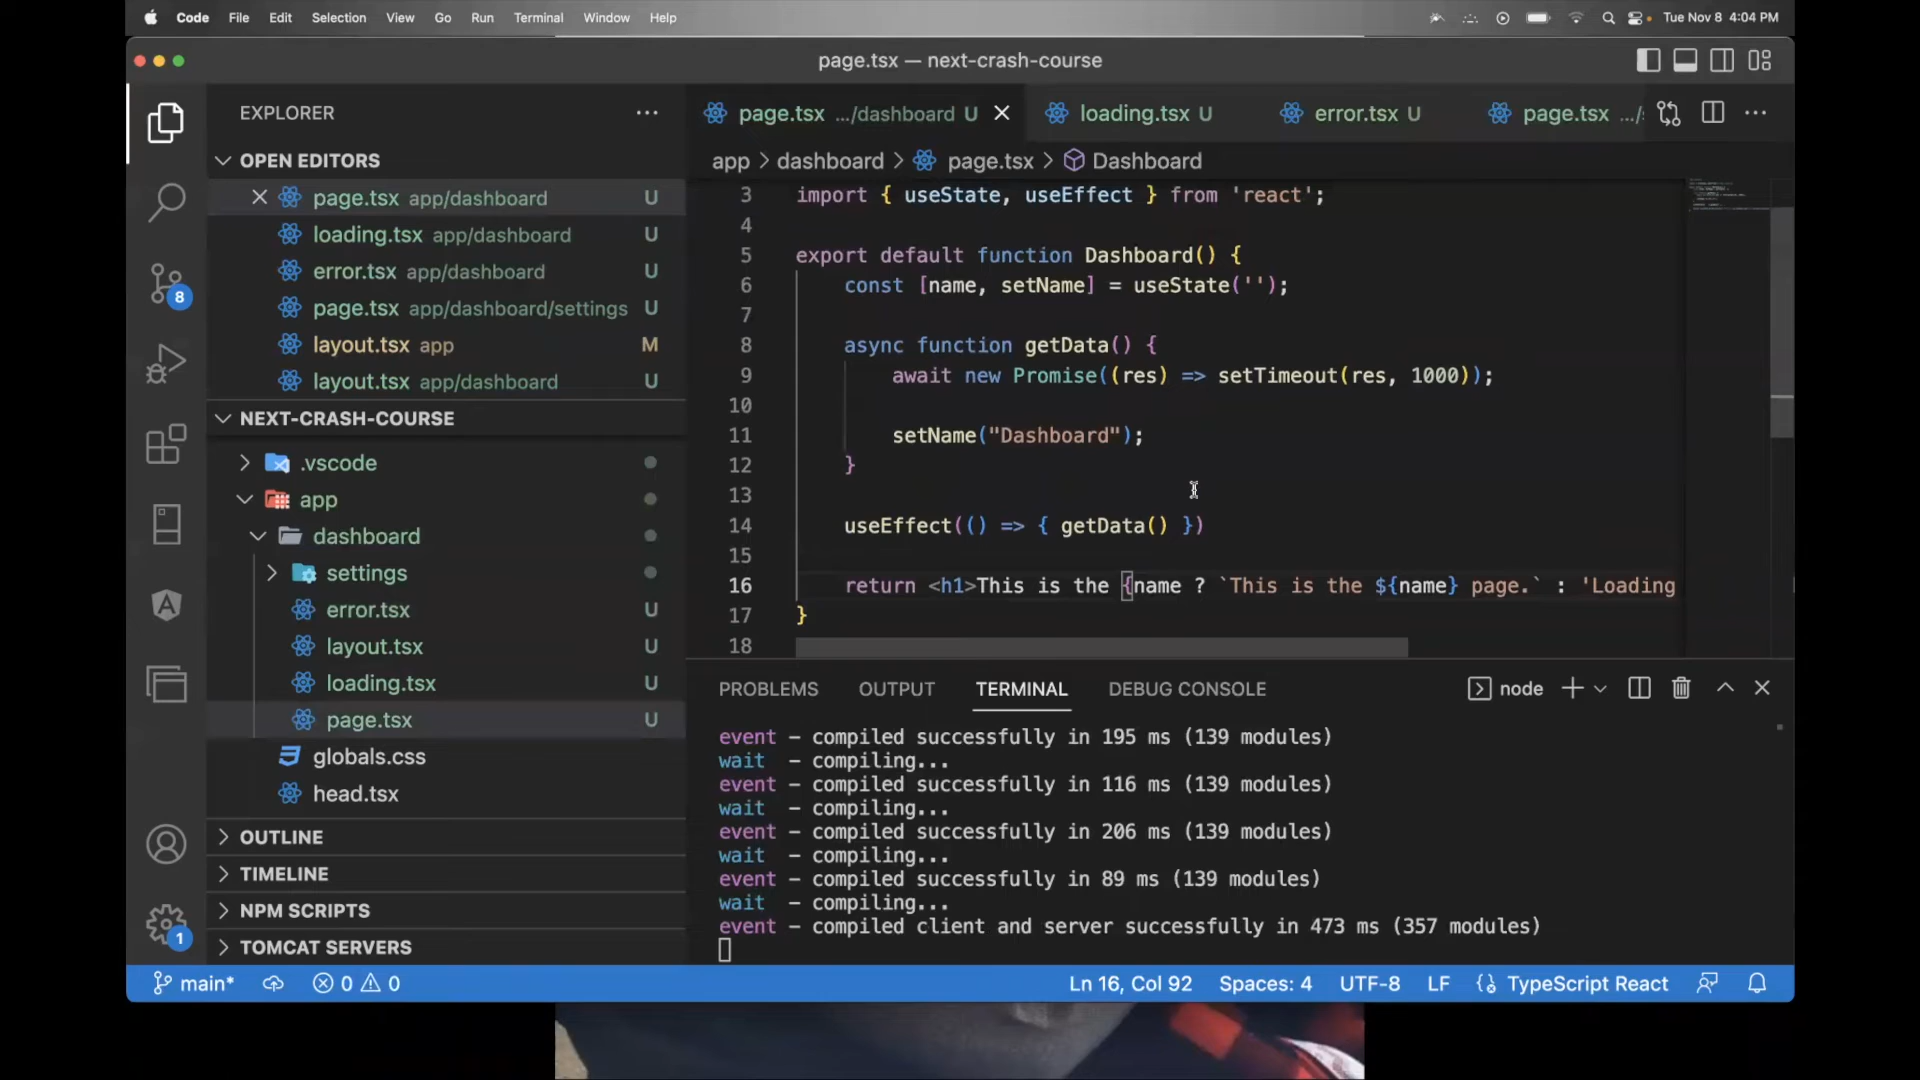 Code File Edit Selection View Go Run Terminal Window Help Tue Nov 8 4:04 PM
page.tsx — next-crash-course
EXPLORER
OPEN EDITORS
page.tsx app/dashboard U
loading.tsx app/dashboard U
error.tsx app/dashboard U
page.tsx app/dashboard/settings U
layout.tsx app M
layout.tsx app/dashboard U
NEXT-CRASH-COURSE
.vscode
app
dashboard
settings
error.tsx U
layout.tsx U
loading.tsx U
page.tsx U
globals.css
head.tsx
OUTLINE
TIMELINE
NPM SCRIPTS
TOMCAT SERVERS
8
1
page.tsx .../dashboard U loading.tsx U error.tsx U page.tsx .../s
app > dashboard > page.tsx > Dashboard
3 import { useState, useEffect } from 'react';
4
5 export default function Dashboard() {
6 const [name, setName] = useState('');
7
8 async function getData() {
9 await new Promise((res) => setTimeout(res, 1000));
10
11 setName("Dashboard");
12 }
13
14 useEffect(() => { getData() })
15
16 return <h1>This is the {name ? `This is the ${name} page.` : 'Loading
17 }
18
PROBLEMS OUTPUT TERMINAL DEBUG CONSOLE node
event - compiled successfully in 195 ms (139 modules)
wait - compiling...
event - compiled successfully in 116 ms (139 modules)
wait - compiling...
event - compiled successfully in 206 ms (139 modules)
wait - compiling...
event - compiled successfully in 89 ms (139 modules)
wait - compiling...
event - compiled client and server successfully in 473 ms (357 modules)
main* 0 0 Ln 16, Col 92 Spaces: 4 UTF-8 LF TypeScript React